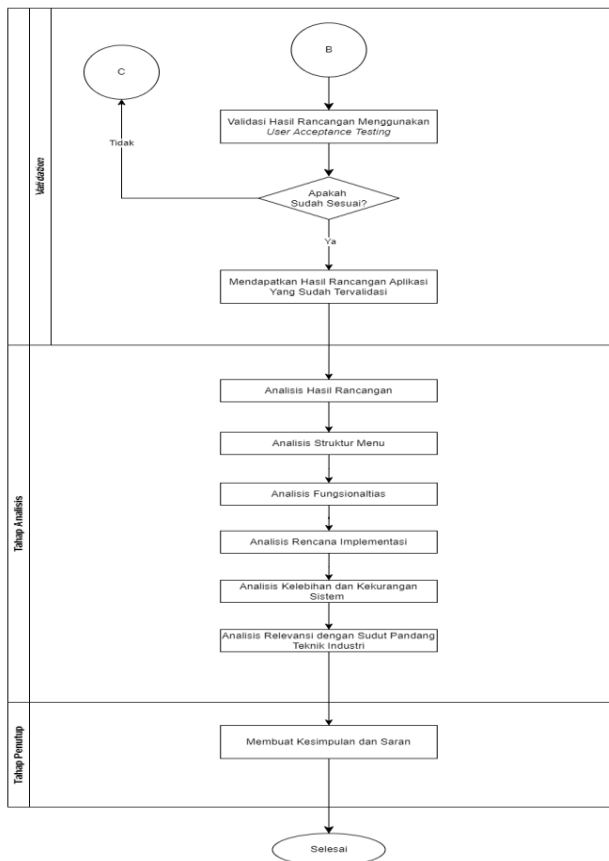 B
C
Validasi Hasil Rancangan Menggunakan
User Acceptance Testing
Tidak
Validation
Apakah
Sudah Sesuai?
Ya
Mendapatkan Hasil Rancangan Aplikasi
Yang Sudah Tervalidasi
Tahap Analisis
Analisis Hasil Rancangan
Analisis Struktur Menu
Analisis Fungsionaltias
Analisis Rencana Implementasi
Analisis Kelebihan dan Kekurangan
Sistem
Analisis Relevansi dengan Sudut Pandang
Teknik Industri
Tahap Penutup
Membuat Kesimpulan dan Saran
Selesai